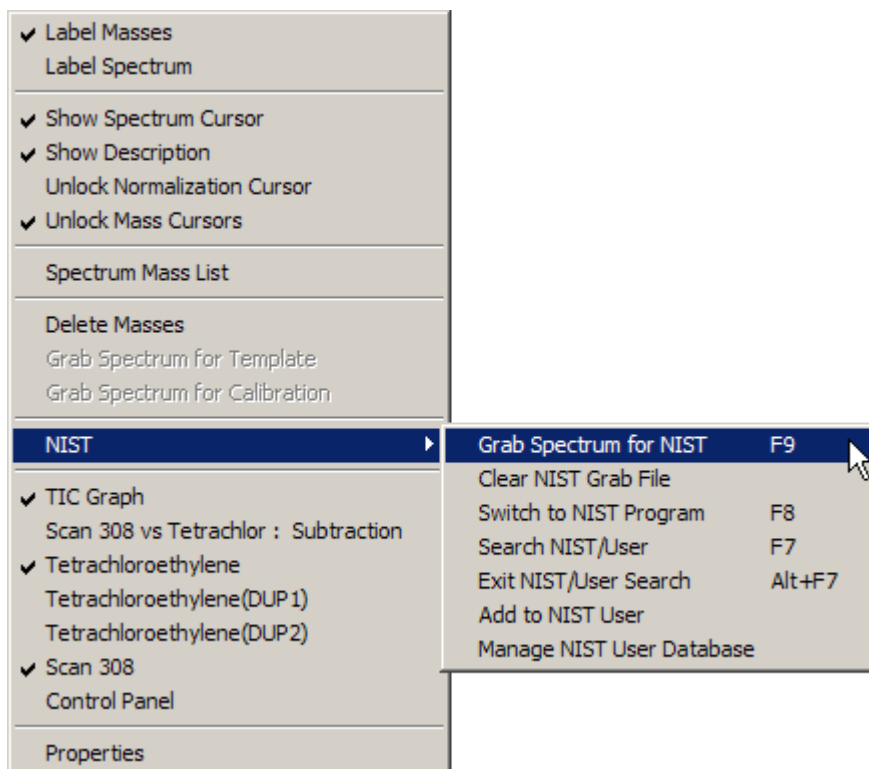 Label Masses
Label Spectrum
Show Spectrum Cursor
Show Description
Unlock Normalization Cursor
Unlock Mass Cursors
Spectrum Mass List
Delete Masses
Grab Spectrum for Template
Grab Spectrum for Calibration
NIST
TIC Graph
Scan 308 vs Tetrachlor : Subtraction
Tetrachloroethylene
Tetrachloroethylene(DUP1)
Tetrachloroethylene(DUP2)
Scan 308
Control Panel
Properties
Grab Spectrum for NIST F9
Clear NIST Grab File
Switch to NIST Program F8
Search NIST/User F7
Exit NIST/User Search Alt+F7
Add to NIST User
Manage NIST User Database